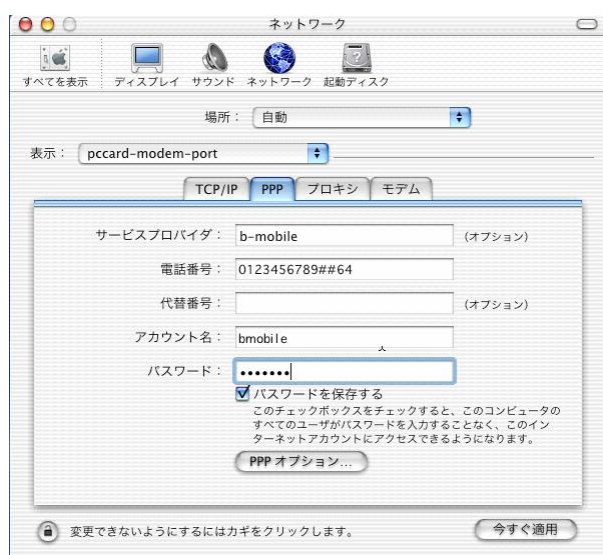 ネットワーク
すべてを表示 ディスプレイ サウンド ネットワーク 起動ディスク
場所： 自動
表示： pccard-modem-port
TCP/IP PPP プロキシ モデム
サービスプロバイダ： b-mobile (オプション)
電話番号： 0123456789##64
代替番号： (オプション)
アカウント名： bmobile
パスワード： •••••••
パスワードを保存する
このチェックボックスをチェックすると、このコンピュータの
すべてのユーザがパスワードを入力することなく、このイン
ターネットアカウントにアクセスできるようになります。
PPP オプション...
変更できないようにするにはカギをクリックします。 今すぐ適用